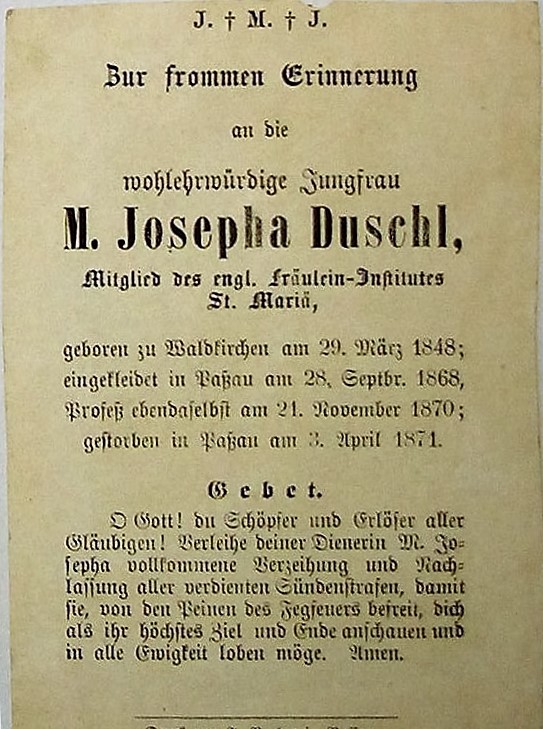 J. † M. † J.
Zur frommen Erinnerung
an die
wohlehrwürdige Jungfrau
M. Josepha Duschl,
Mitglied des engl. Fräulein-Institutes
St. Mariä,
geboren zu Waldkirchen am 29. März 1848;
eingekleidet in Paßau am 28. Septbr. 1868,
Profeß ebendaselbst am 21. November 1870;
gestorben in Paßau am 3. April 1871.
Gebet.
O Gott! du Schöpfer und Erlöser aller
Gläubigen! Verleihe deiner Dienerin M. Jo-
sepha vollkommene Verzeihung und Nach-
lassung aller verdienten Sündenstrafen, damit
sie, von den Peinen des Fegfeuers befreit, dich
als ihr höchstes Ziel und Ende anschauen und
in alle Ewigkeit loben möge. Amen.